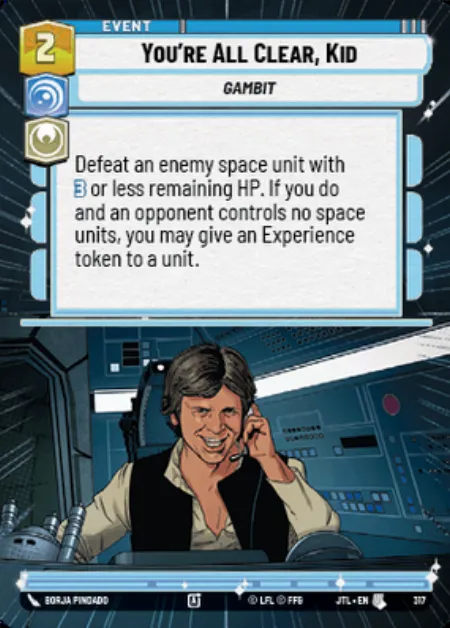 EVENT
2
YOU'RE ALL CLEAR, KID
GAMBIT
Defeat an enemy space unit with
3 or less remaining HP. If you do
and an opponent controls no space
units, you may give an Experience
token to a unit.
BORJA PINDADO
© LFL © FFG
JTL • EN
317